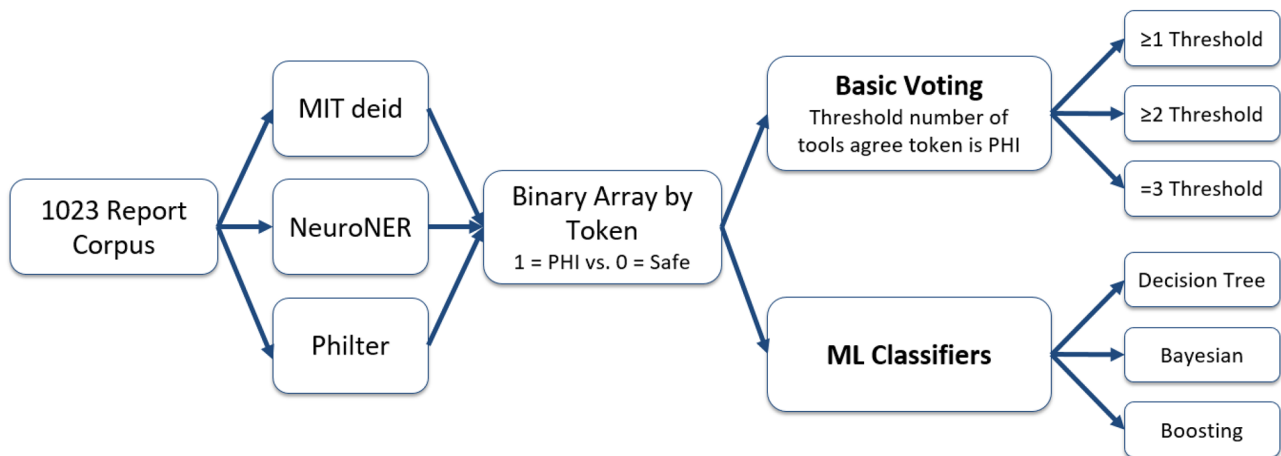 1023 Report
Corpus
MIT deid
NeuroNER
Philter
Binary Array by
Token
1 = PHI vs. 0 = Safe
Basic Voting
Threshold number of
tools agree token is PHI
≥1 Threshold
≥2 Threshold
=3 Threshold
ML Classifiers
Decision Tree
Bayesian
Boosting